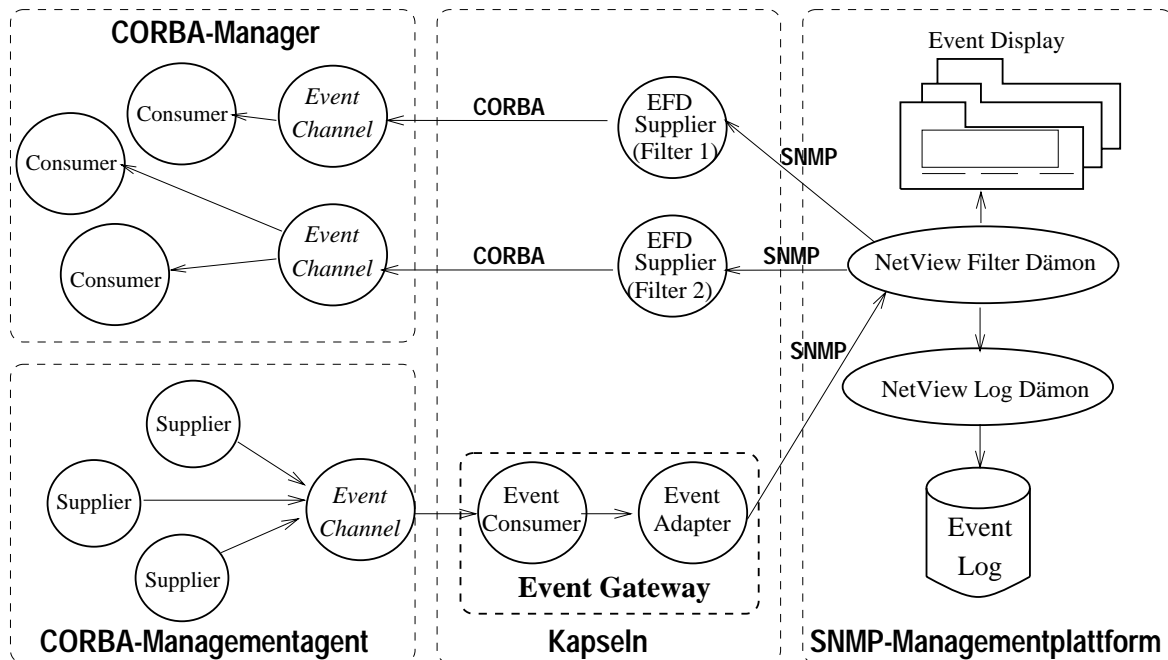 CORBA-Manager
Consumer
Event
Channel
Consumer
Consumer
Event
Channel
CORBA
CORBA
EFD
Supplier
(Filter 1)
EFD
Supplier
(Filter 2)
SNMP
SNMP
SNMP
Event Display
NetView Filter Dämon
NetView Log Dämon
Event
Log
Supplier
Supplier
Supplier
Event
Channel
Event
Consumer
Event
Adapter
Event Gateway
CORBA-Managementagent
Kapseln
SNMP-Managementplattform